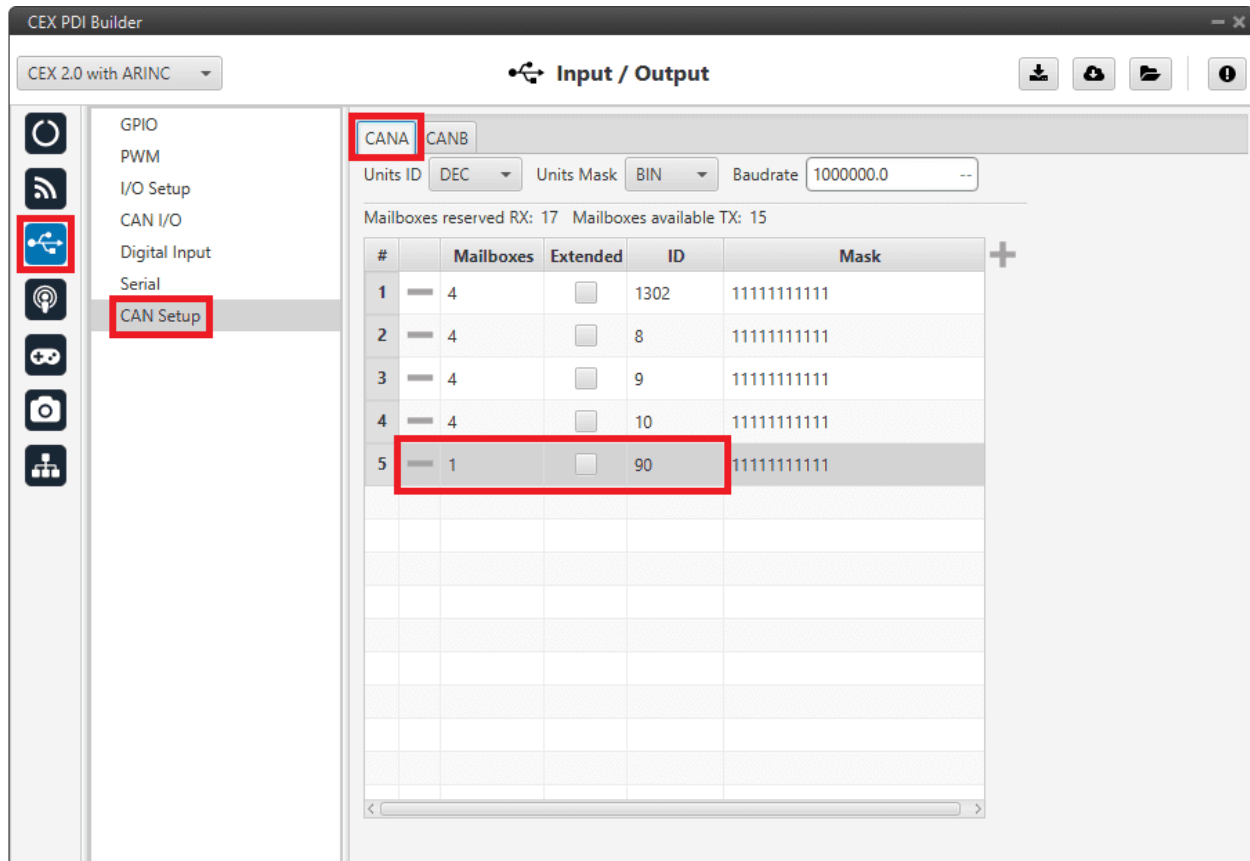 CEX PDI Builder
CEX 2.0 with ARINC
Input / Output
GPIO
PWM
I/O Setup
CAN I/O
Digital Input
Serial
CAN Setup
CANA CANB
Units ID DEC Units Mask BIN Baudrate 1000000.0 --
Mailboxes reserved RX: 17 Mailboxes available TX: 15
# Mailboxes Extended ID Mask
1 4 1302 11111111111
2 4 8 11111111111
3 4 9 11111111111
4 4 10 11111111111
5 1 90 11111111111